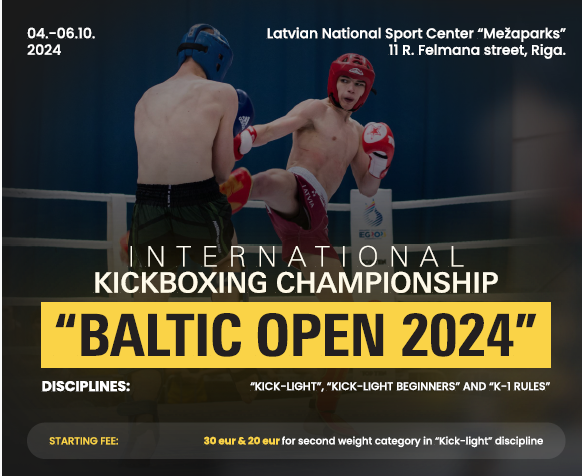 04.-06.10.
2024
Latvian National Sport Center “Mežaparks”
11 R. Felmana street, Riga.
LATVIA
INTERNATIONAL
KICKBOXING CHAMPIONSHIP
“BALTIC OPEN 2024”
DISCIPLINES:
“KICK-LIGHT”, “KICK-LIGHT BEGINNERS” AND “K-1 RULES”
STARTING FEE:
30 eur & 20 eur for second weight category in “Kick-light” discipline